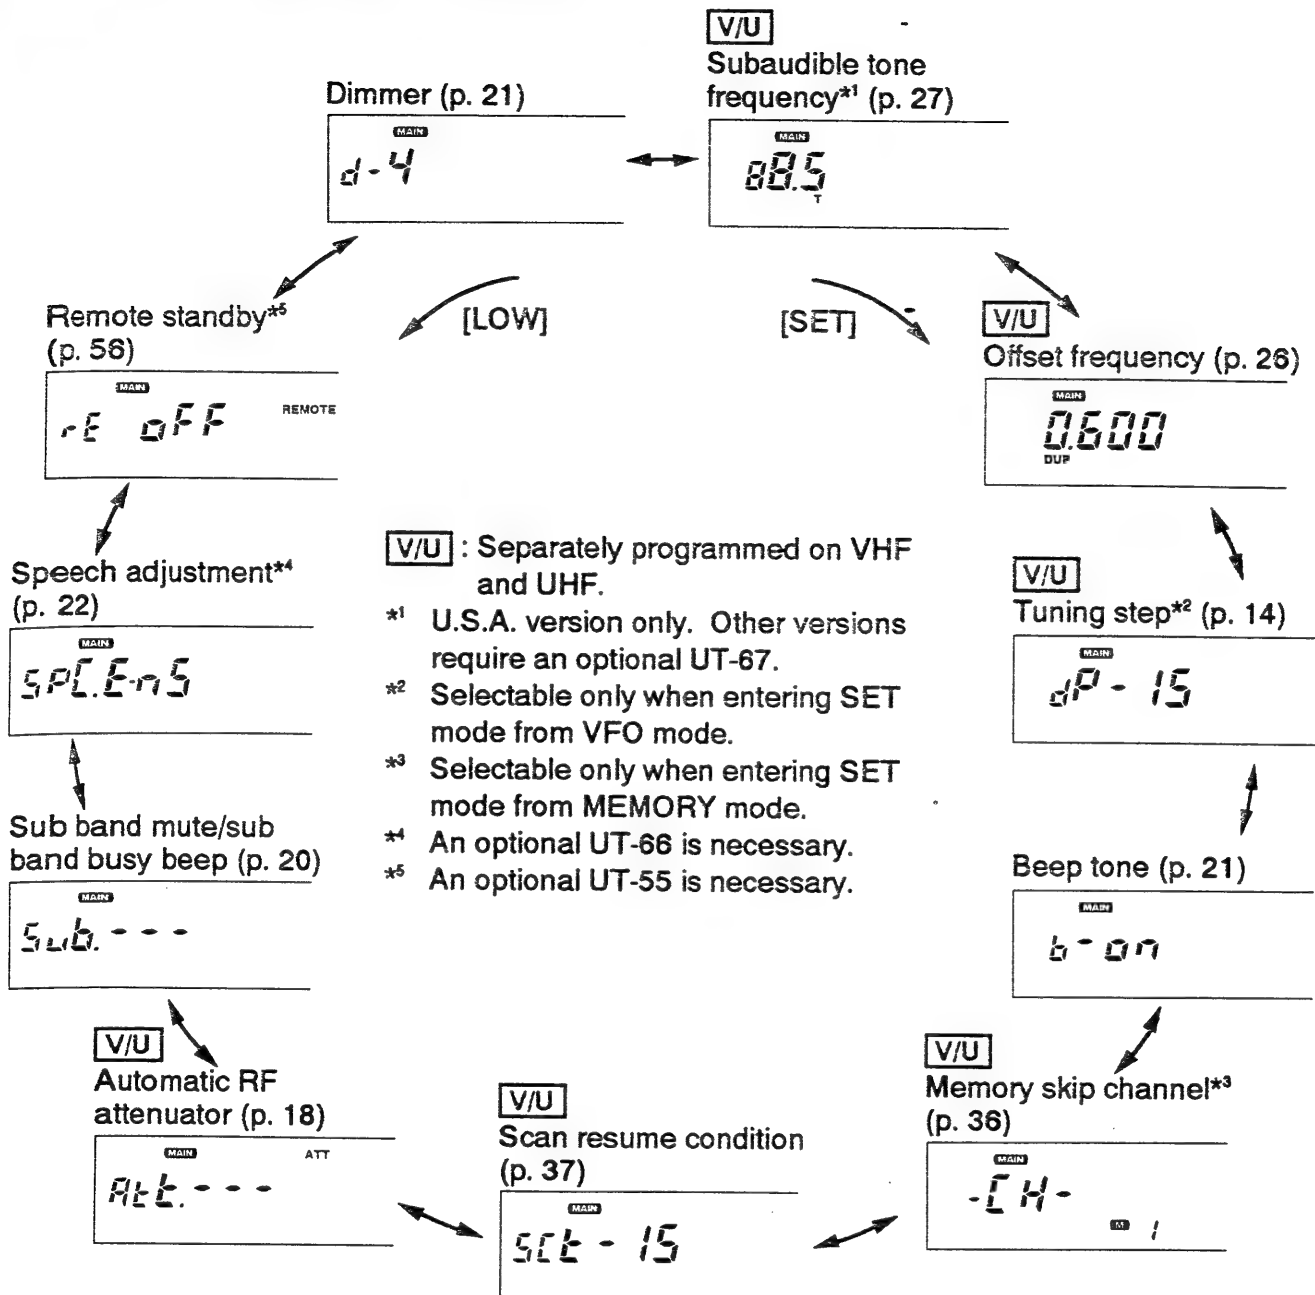 V/U
Subaudible tone
frequency*1 (p. 27)
MAIN
88.5
T
Dimmer (p. 21)
MAIN
d-4
[LOW]
[SET]
V/U
Offset frequency (p. 26)
MAIN
0.600
DUP
Remote standby*5
(p. 56)
MAIN
rE oFF
REMOTE
V/U : Separately programmed on VHF
and UHF.
*1 U.S.A. version only. Other versions
require an optional UT-67.
*2 Selectable only when entering SET
mode from VFO mode.
*3 Selectable only when entering SET
mode from MEMORY mode.
*4 An optional UT-66 is necessary.
*5 An optional UT-55 is necessary.
V/U
Tuning step*2 (p. 14)
MAIN
dP-15
Speech adjustment*4
(p. 22)
MAIN
SPC.E-nS
Beep tone (p. 21)
MAIN
b-on
Sub band mute/sub
band busy beep (p. 20)
MAIN
Sub.---
V/U
Memory skip channel*3
(p. 36)
MAIN
-CH-
M 1
V/U
Automatic RF
attenuator (p. 18)
MAIN
ATT
Att.---
V/U
Scan resume condition
(p. 37)
MAIN
SCt-15